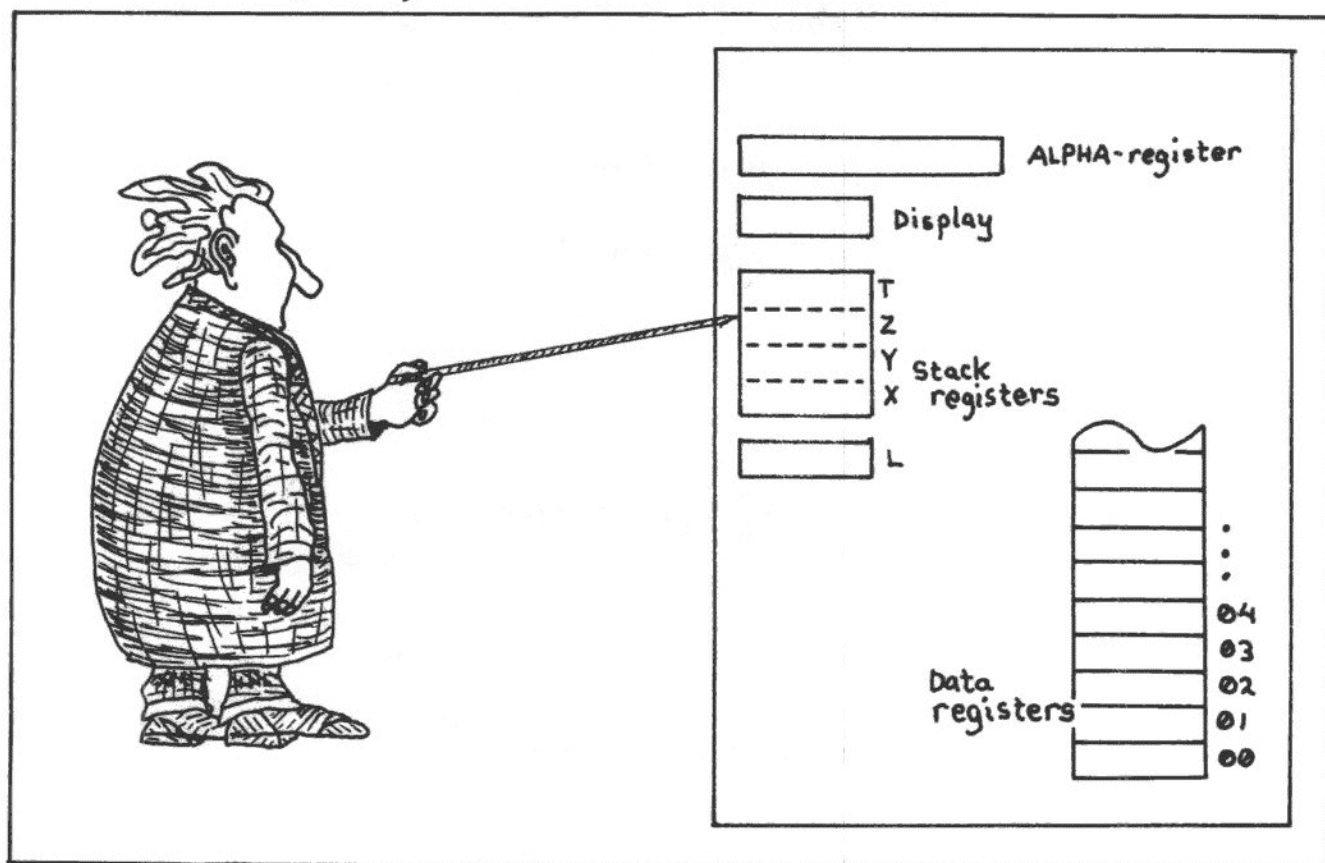 ALPHA-register
Display
T
Z
Y
X
Stack
registers
L
.
.
.
04
03
02
01
00
Data
registers